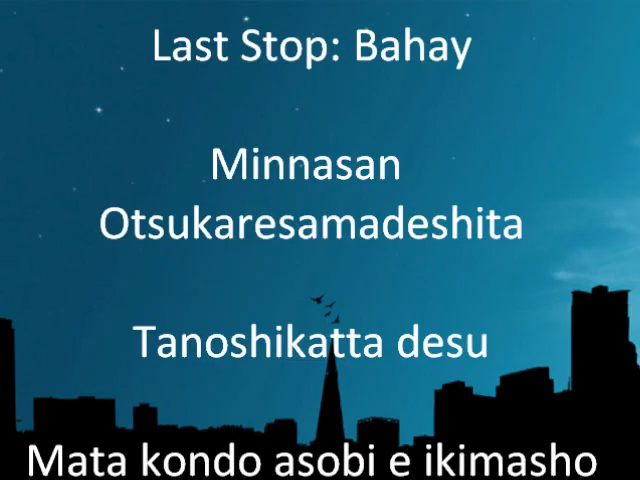 Last Stop: Bahay
Minnasan
Otsukaresamadeshita
Tanoshikatta desu
Mata kondo asobi e ikimasho